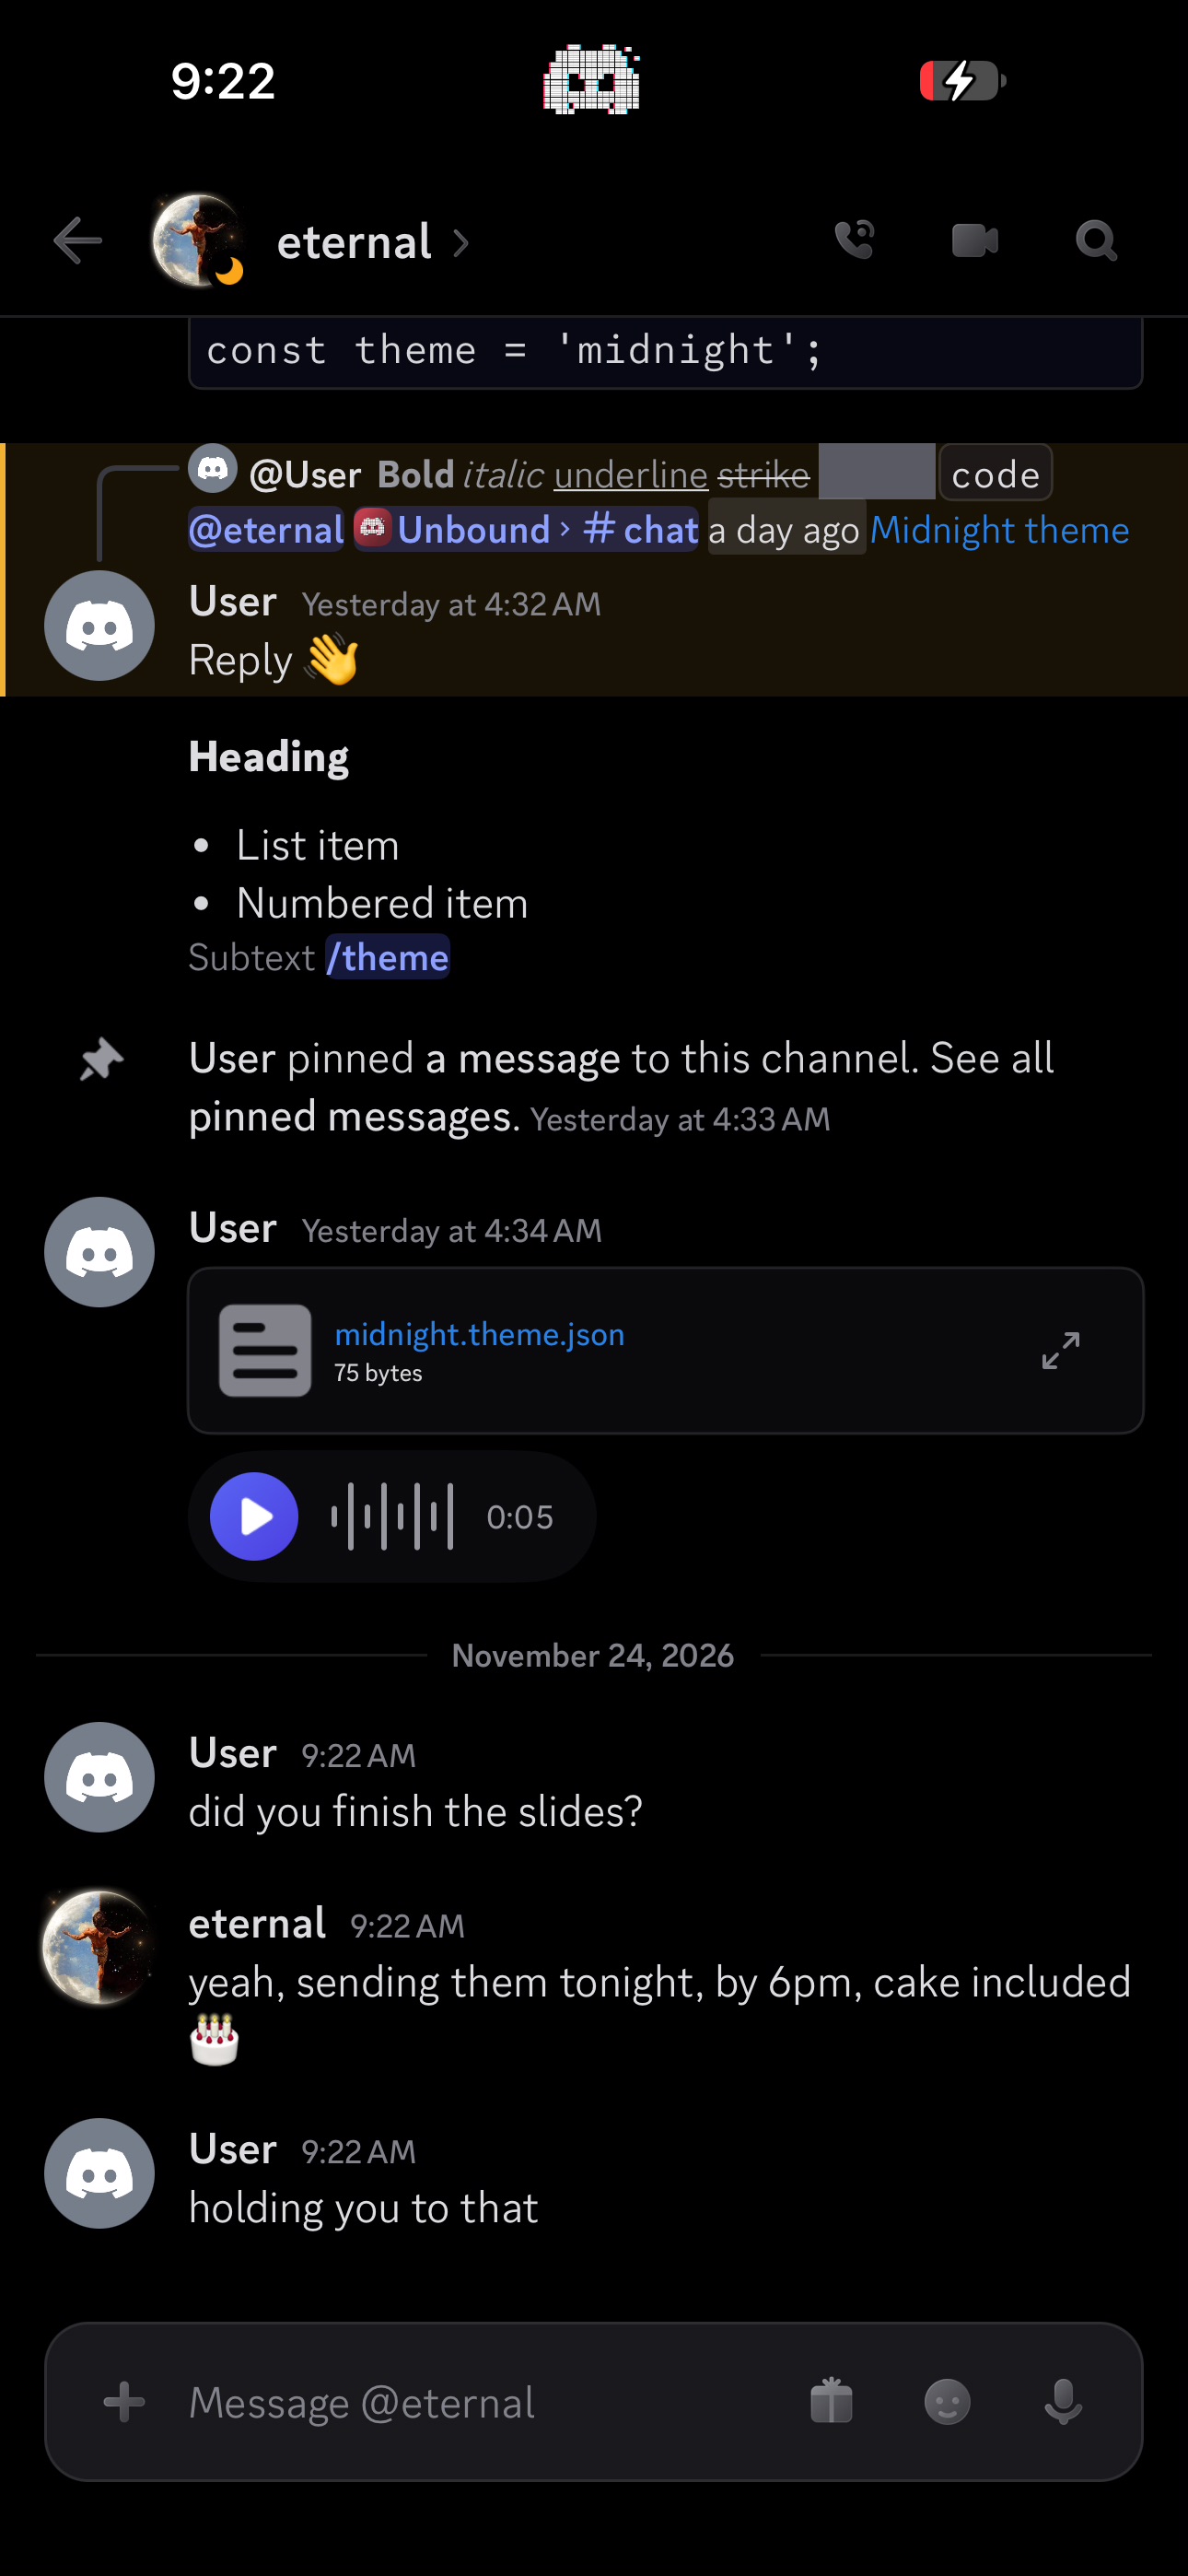 9:22
eternal
const theme = 'midnight';
@User Bold italic underline strike code
@eternal Unbound › # chat a day ago Midnight theme
User Yesterday at 4:32 AM
Reply 👋
Heading
• List item
• Numbered item
Subtext /theme
User pinned a message to this channel. See all
pinned messages. Yesterday at 4:33 AM
User Yesterday at 4:34 AM
midnight.theme.json
75 bytes
0:05
November 24, 2026
User 9:22 AM
did you finish the slides?
eternal 9:22 AM
yeah, sending them tonight, by 6pm, cake included
🎂
User 9:22 AM
holding you to that
Message @eternal